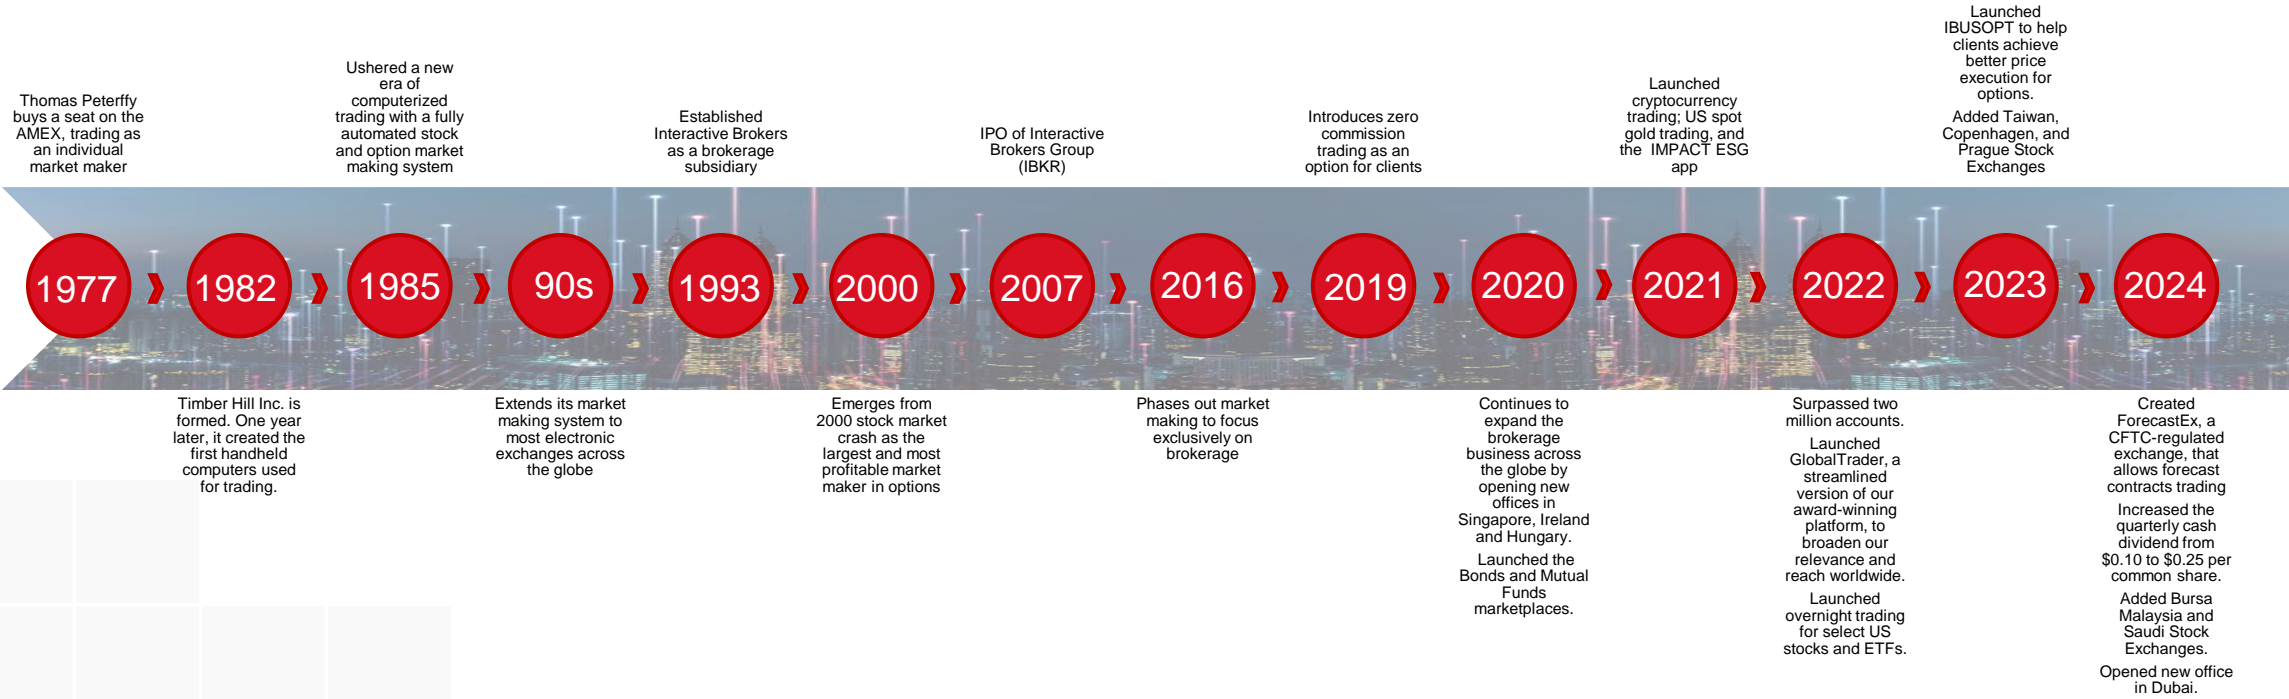 Thomas Peterffy
buys a seat on the
AMEX, trading as
an individual
market maker
1977
1982
Timber Hill Inc. is
formed. One year
later, it created the
first handheld
computers used
for trading.
Ushered a new
era of
computerized
trading with a fully
automated stock
and option market
making system
1985
90s
Extends its market
making system to
most electronic
exchanges across
the globe
Established
Interactive Brokers
as a brokerage
subsidiary
1993
2000
Emerges from
2000 stock market
crash as the
largest and most
profitable market
maker in options
IPO of Interactive
Brokers Group
(IBKR)
2007
2016
Phases out market
making to focus
exclusively on
brokerage
Introduces zero
commission
trading as an
option for clients
2019
2020
Continues to
expand the
brokerage
business across
the globe by
opening new
offices in
Singapore, Ireland
and Hungary.
Launched the
Bonds and Mutual
Funds
marketplaces.
Launched
cryptocurrency
trading; US spot
gold trading, and
the IMPACT ESG
app
2021
2022
Surpassed two
million accounts.
Launched
GlobalTrader, a
streamlined
version of our
award-winning
platform, to
broaden our
relevance and
reach worldwide.
Launched
overnight trading
for select US
stocks and ETFs.
Launched
IBUSOPT to help
clients achieve
better price
execution for
options.
Added Taiwan,
Copenhagen, and
Prague Stock
Exchanges
2023
2024
Created
ForecastEx, a
CFTC-regulated
exchange, that
allows forecast
contracts trading
Increased the
quarterly cash
dividend from
$0.10 to $0.25 per
common share.
Added Bursa
Malaysia and
Saudi Stock
Exchanges.
Opened new office
in Dubai.